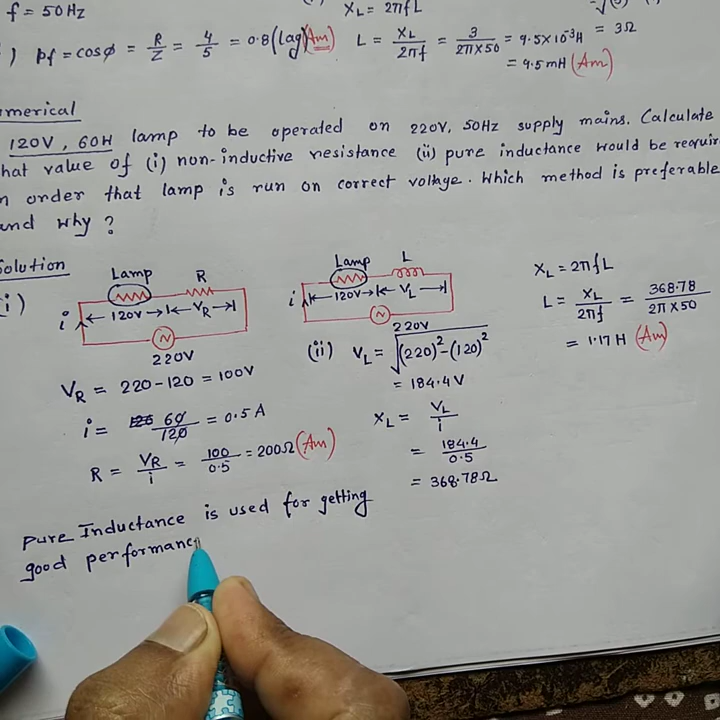 f = 50Hz
X_L = 2πfL
) pf = cosϕ = R/Z = 4/5 = 0.8 (lag) (Am)
L = X_L/2πf = 3/2π×50 = 9.5×10⁻³H
= 3Ω
= 9.5 mH (Am)
umerical
120V, 60W lamp to be operated on 220V, 50Hz supply mains. Calculate
hat value of (i) non-inductive resistance (ii) pure inductance would be requir
n order that lamp is run on correct voltage. Which method is preferable
and why ?
Solution
(i)
Lamp R
i 120V V_R
220V
Lamp L
i 120V V_L
220V
V_R = 220-120 = 100V
i = 60/120 = 0.5 A
R = V_R/i = 100/0.5 = 200Ω (Am)
(ii) V_L = √(220)²-(120)²
= 184.4V
X_L = V_L/i
= 184.4/0.5
= 368.78Ω
X_L = 2πfL
L = X_L/2πf = 368.78/2π×50
= 1.17 H (Am)
Pure Inductance is used for getting
good performanc